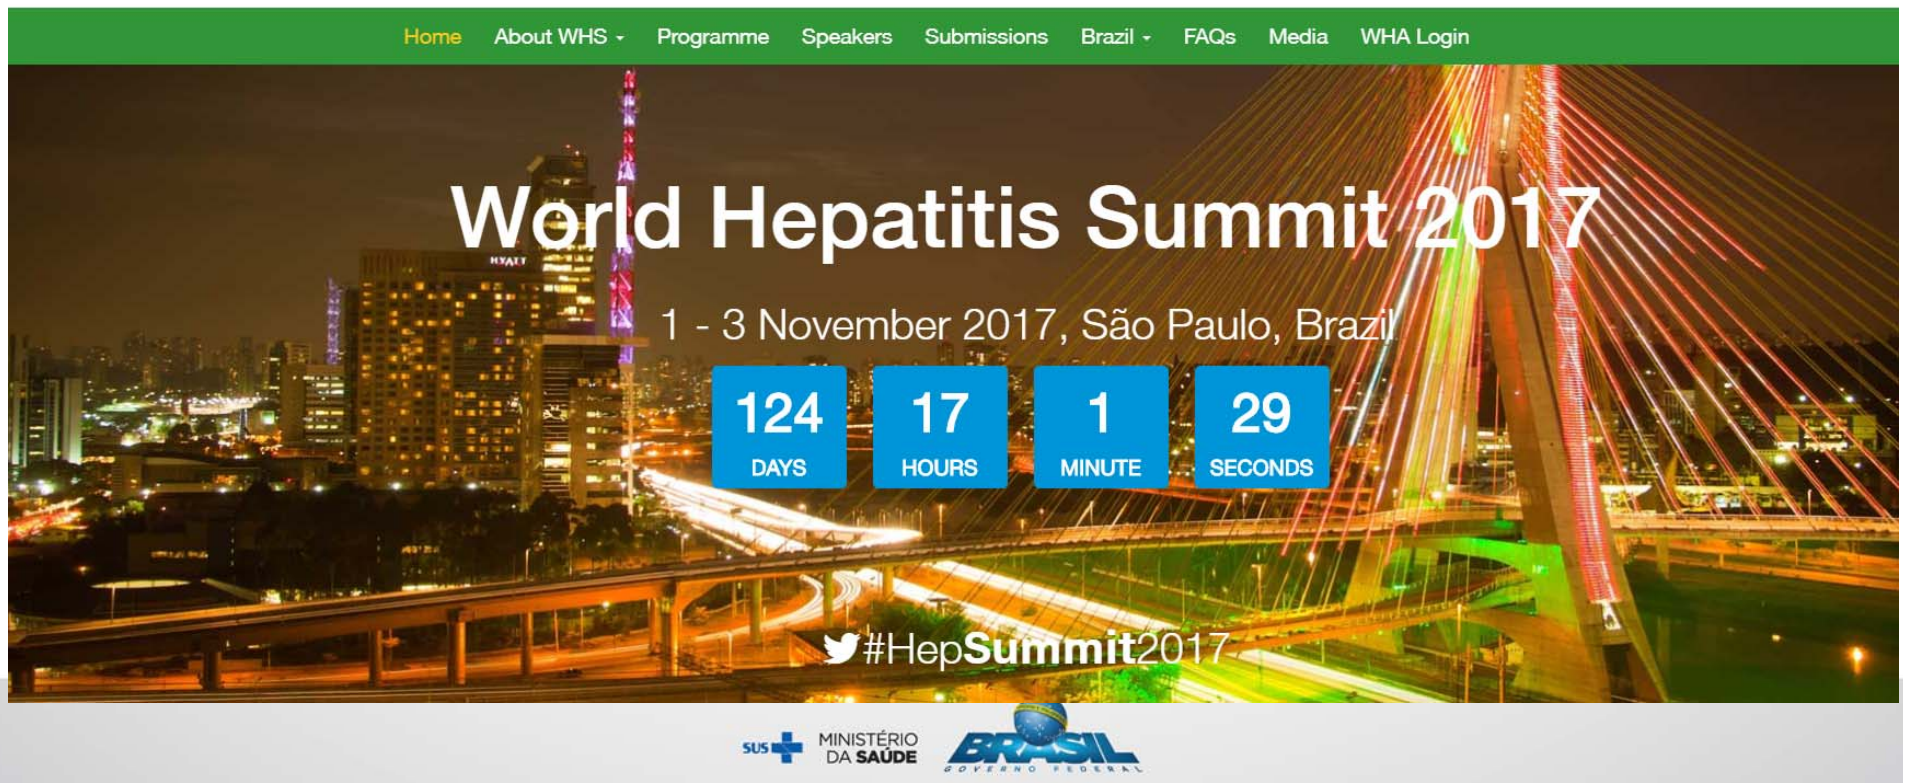 Home About WHS Programme Speakers Submissions Brazil FAQs Media WHA Login
World Hepatitis Summit 2017
HYATT
1 - 3 November 2017, São Paulo, Brazil
124 17 1 29
DAYS HOURS MINUTE SECONDS
#HepSummit2017
SUS MINISTÉRIO DA SAÚDE
BRASIL
GOVERNO FEDERAL